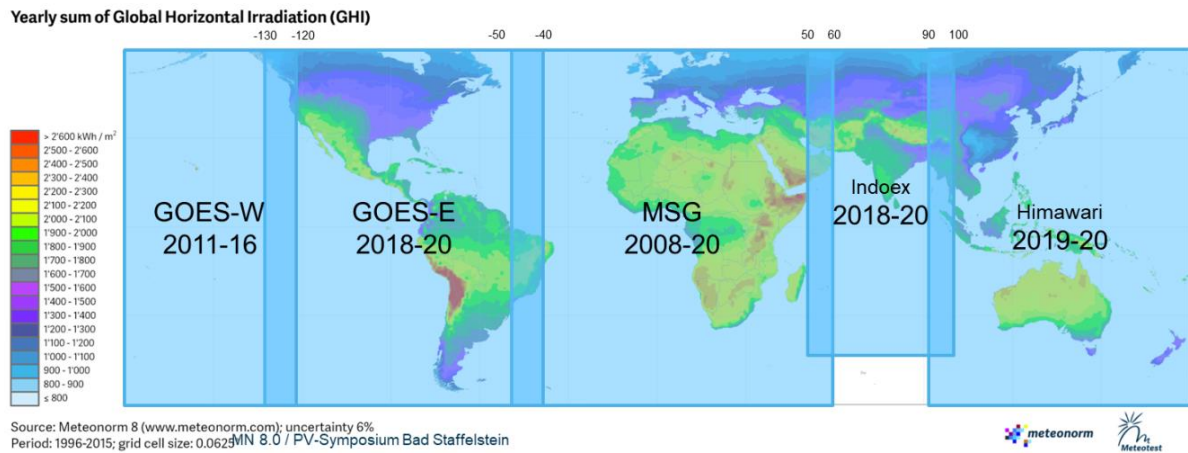 Yearly sum of Global Horizontal Irradiation (GHI)
-130 -120 -50 -40 50 60 90 100
> 2'600 kWh / m²
2'500 - 2'600
2'400 - 2'500
2'300 - 2'400
2'200 - 2'300
2'100 - 2'200
2'000 - 2'100
1'900 - 2'000
1'800 - 1'900
1'700 - 1'800
1'600 - 1'700
1'500 - 1'600
1'400 - 1'500
1'300 - 1'400
1'200 - 1'300
1'100 - 1'200
1'000 - 1'100
900 - 1'000
800 - 900
≤ 800
GOES-W
2011-16
GOES-E
2018-20
MSG
2008-20
Indoex
2018-20
Himawari
2019-20
Source: Meteonorm 8 (www.meteonorm.com); uncertainty 6%
Period: 1996-2015; grid cell size: 0.0625
MN 8.0 / PV-Symposium Bad Staffelstein
meteonorm
Meteotest